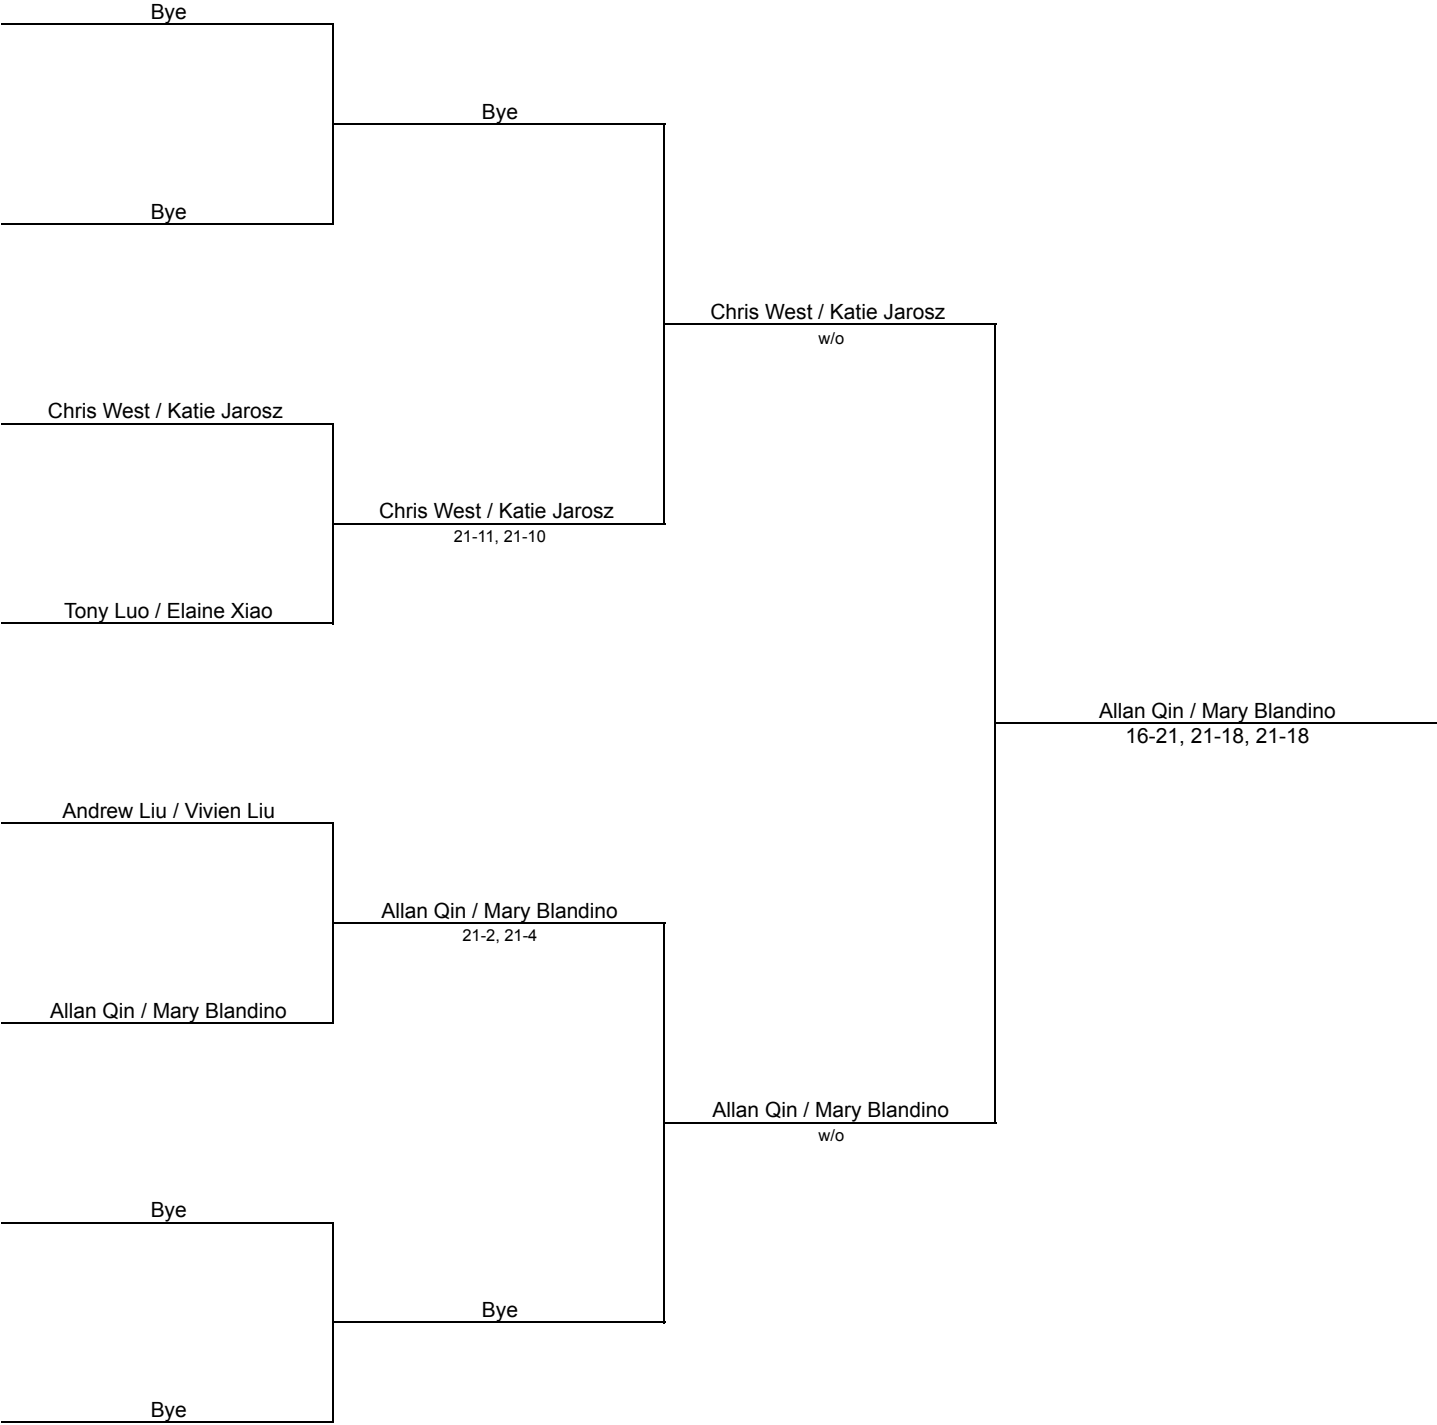 Bye
Bye
Bye
Chris West / Katie Jarosz
w/o
Chris West / Katie Jarosz
Chris West / Katie Jarosz
21-11, 21-10
Tony Luo / Elaine Xiao
Allan Qin / Mary Blandino
16-21, 21-18, 21-18
Andrew Liu / Vivien Liu
Allan Qin / Mary Blandino
21-2, 21-4
Allan Qin / Mary Blandino
Allan Qin / Mary Blandino
w/o
Bye
Bye
Bye